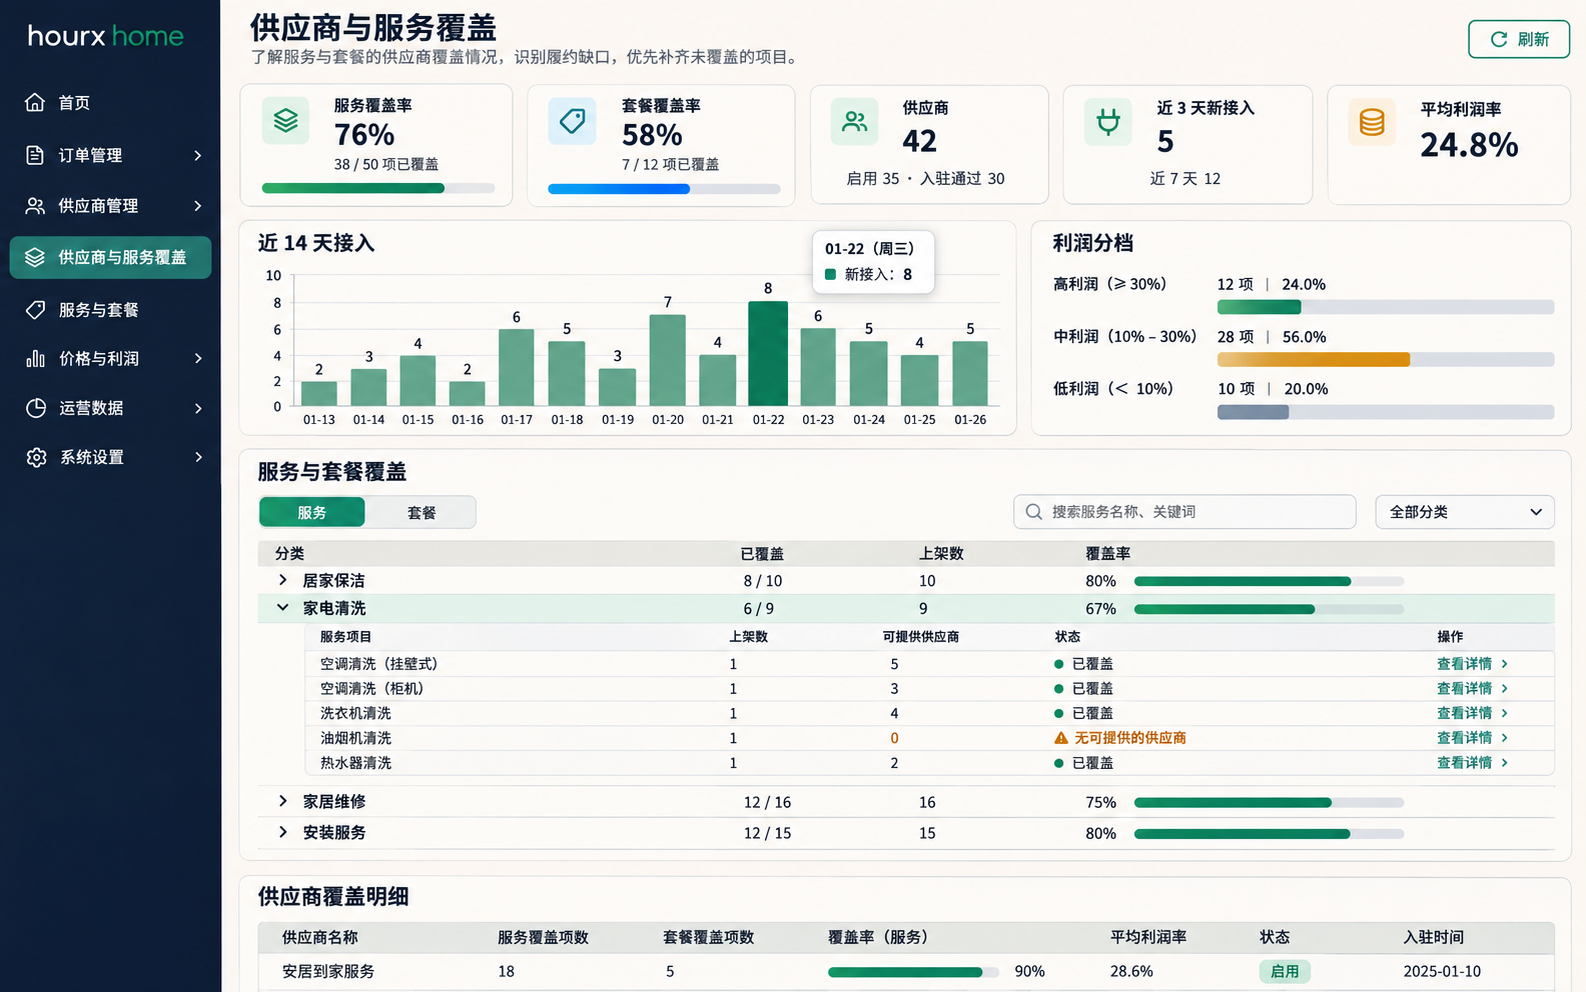 hourx home
首页
订单管理
供应商管理
供应商与服务覆盖
服务与套餐
价格与利润
运营数据
系统设置
供应商与服务覆盖
了解服务与套餐的供应商覆盖情况，识别履约缺口，优先补齐未覆盖的项目。
刷新
服务覆盖率
76%
38 / 50 项已覆盖
套餐覆盖率
58%
7 / 12 项已覆盖
供应商
42
启用 35 · 入驻通过 30
近 3 天新接入
5
近 7 天 12
平均利润率
24.8%
近 14 天接入
01-22（周三）
新接入：8
10
8
6
4
2
0
2 3 4 2 6 5 3 7 4 8 6 5 4 5
01-13 01-14 01-15 01-16 01-17 01-18 01-19 01-20 01-21 01-22 01-23 01-24 01-25 01-26
利润分档
高利润（≥ 30%） 12 项 | 24.0%
中利润（10% – 30%） 28 项 | 56.0%
低利润（< 10%） 10 项 | 20.0%
服务与套餐覆盖
服务 套餐
搜索服务名称、关键词
全部分类
分类 已覆盖 上架数 覆盖率
居家保洁 8 / 10 10 80%
家电清洗 6 / 9 9 67%
服务项目 上架数 可提供供应商 状态 操作
空调清洗（挂壁式） 1 5 已覆盖 查看详情
空调清洗（柜机） 1 3 已覆盖 查看详情
洗衣机清洗 1 4 已覆盖 查看详情
油烟机清洗 1 0 无可提供的供应商 查看详情
热水器清洗 1 2 已覆盖 查看详情
家居维修 12 / 16 16 75%
安装服务 12 / 15 15 80%
供应商覆盖明细
供应商名称 服务覆盖项数 套餐覆盖项数 覆盖率（服务） 平均利润率 状态 入驻时间
安居到家服务 18 5 90% 28.6% 启用 2025-01-10